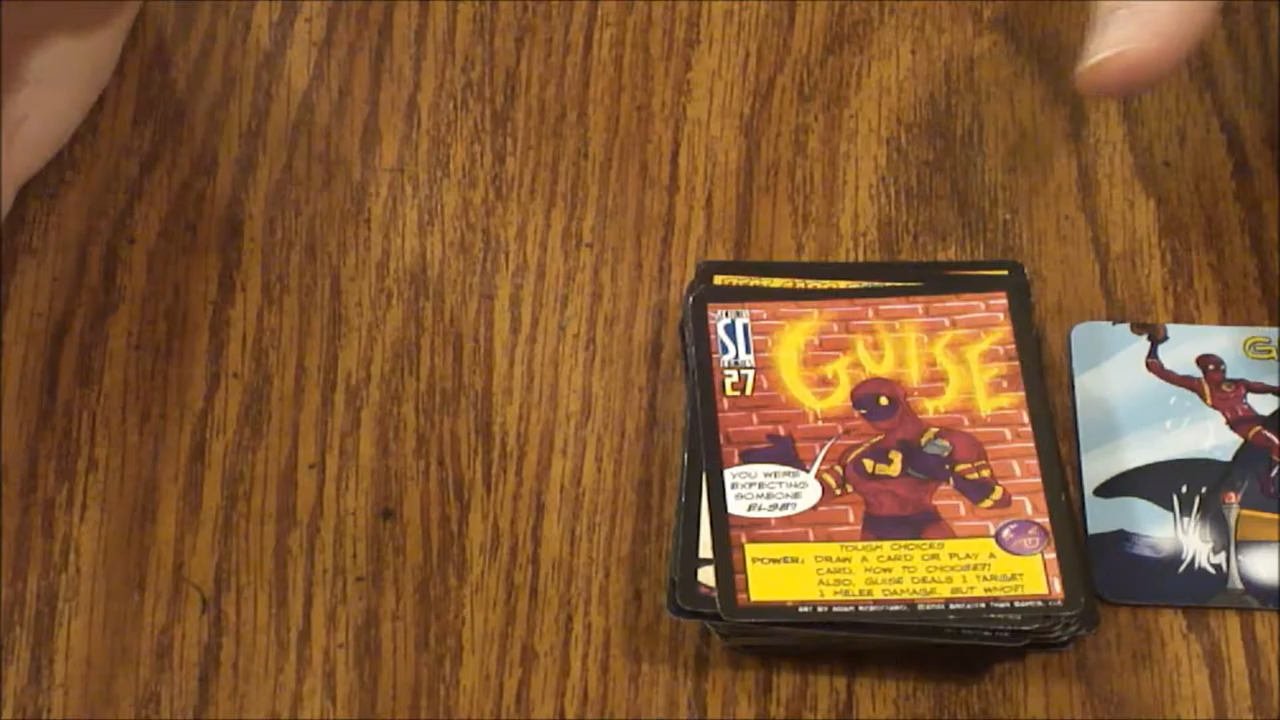 SC
27
GUISE
YOU WERE
EXPECTING
SOMEONE
ELSE?
TOUGH CHOICES
POWER: DRAW A CARD OR PLAY A
CARD. HOW TO CHOOSE?!
ALSO, GUISE DEALS 1 TARGET
1 MELEE DAMAGE. BUT WHO?!
G